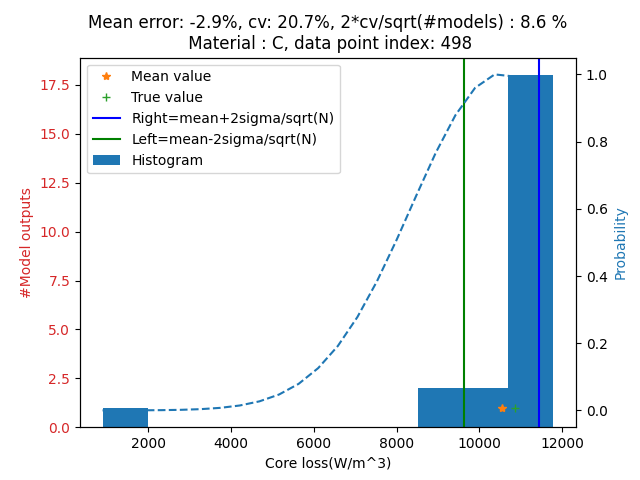 Mean error: -2.9%, cv: 20.7%, 2*cv/sqrt(#models) : 8.6 %
Material : C, data point index: 498
Mean value
True value
Right=mean+2sigma/sqrt(N)
Left=mean-2sigma/sqrt(N)
Histogram
#Model outputs
17.5
15.0
12.5
10.0
7.5
5.0
2.5
0.0
1.0
0.8
0.6
0.4
0.2
0.0
Probability
2000 4000 6000 8000 10000 12000
Core loss(W/m^3)